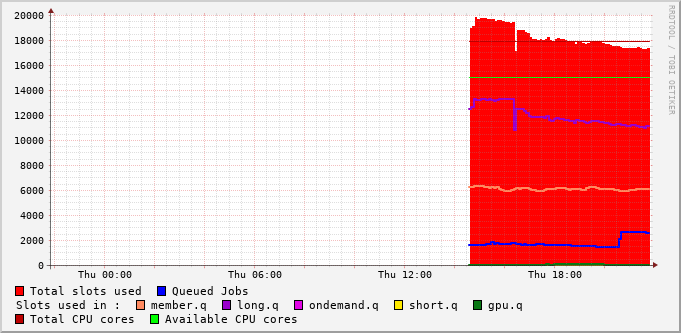 20000
18000
16000
14000
12000
10000
8000
6000
4000
2000
0
Thu 00:00 Thu 06:00 Thu 12:00 Thu 18:00
RRDTOOL / TOBI OETIKER
Total slots used Queued Jobs
Slots used in : member.q long.q ondemand.q short.q gpu.q
Total CPU cores Available CPU cores